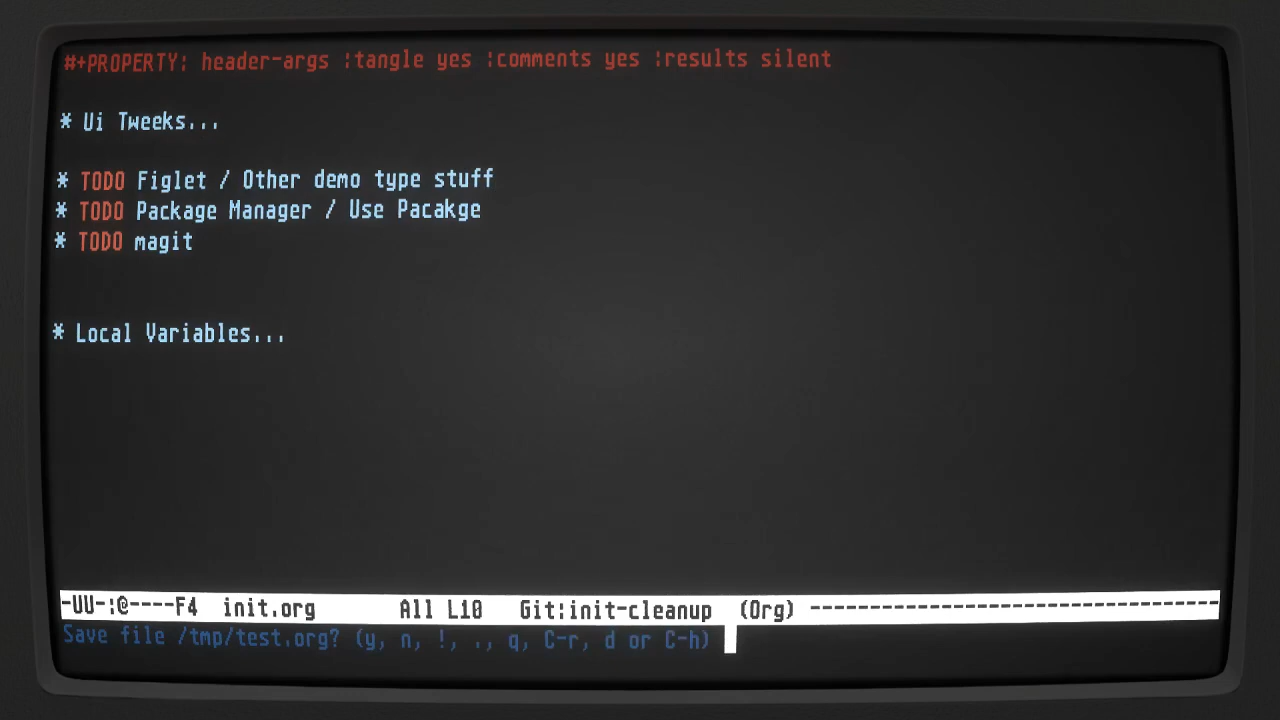 #+PROPERTY: header-args :tangle yes :comments yes :results silent
* Ui Tweeks...
* TODO Figlet / Other demo type stuff
* TODO Package Manager / Use Pacakge
* TODO magit
* Local Variables...
-UU-:@----F4  init.org         All L10    Git:init-cleanup  (Org) -----------------------------------
Save file /tmp/test.org? (y, n, !, ., q, C-r, d or C-h)